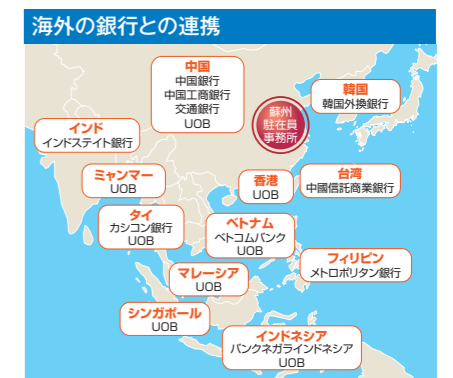 海外の銀行との連携
中国
中国銀行
中国工商銀行
交通銀行
UOB
韓国
韓国外換銀行
蘇州
駐在員
事務所
インド
インドステイト銀行
ミャンマー
UOB
香港
UOB
台湾
中國信託商業銀行
タイ
カシコン銀行
UOB
ベトナム
ベトコムバンク
UOB
フィリピン
メトロポリタン銀行
マレーシア
UOB
シンガポール
UOB
インドネシア
バンクネガラインドネシア
UOB